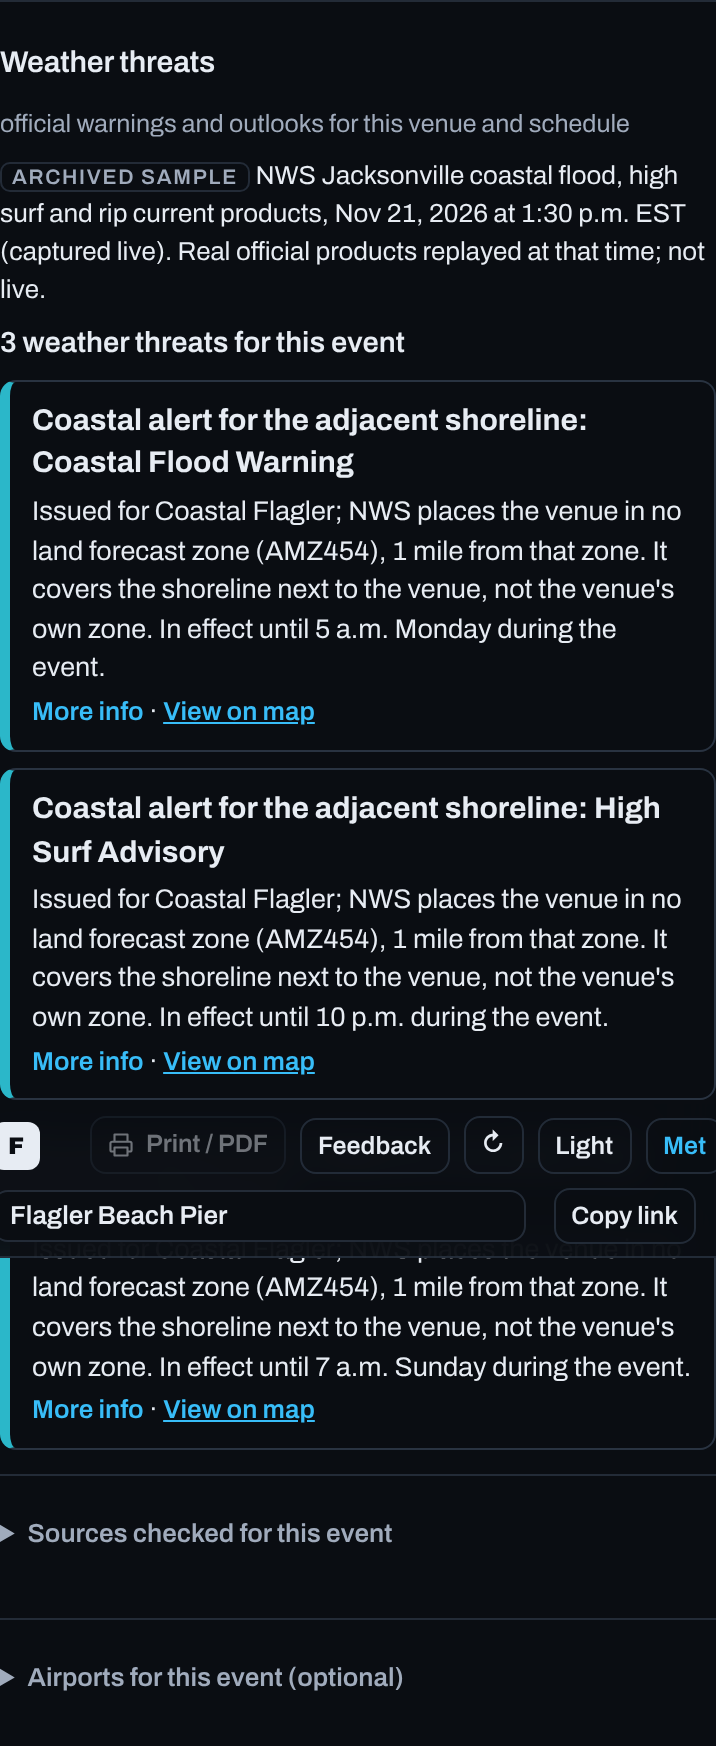 Weather threats
official warnings and outlooks for this venue and schedule
ARCHIVED SAMPLE NWS Jacksonville coastal flood, high
surf and rip current products, Nov 21, 2026 at 1:30 p.m. EST
(captured live). Real official products replayed at that time; not
live.
3 weather threats for this event
Coastal alert for the adjacent shoreline:
Coastal Flood Warning
Issued for Coastal Flagler; NWS places the venue in no
land forecast zone (AMZ454), 1 mile from that zone. It
covers the shoreline next to the venue, not the venue's
own zone. In effect until 5 a.m. Monday during the
event.
More info · View on map
Coastal alert for the adjacent shoreline: High
Surf Advisory
Issued for Coastal Flagler; NWS places the venue in no
land forecast zone (AMZ454), 1 mile from that zone. It
covers the shoreline next to the venue, not the venue's
own zone. In effect until 10 p.m. during the event.
More info · View on map
F Print / PDF Feedback Light Met
Flagler Beach Pier Copy link
Issued for Coastal Flagler; NWS places the venue in no
land forecast zone (AMZ454), 1 mile from that zone. It
covers the shoreline next to the venue, not the venue's
own zone. In effect until 7 a.m. Sunday during the event.
More info · View on map
Sources checked for this event
Airports for this event (optional)